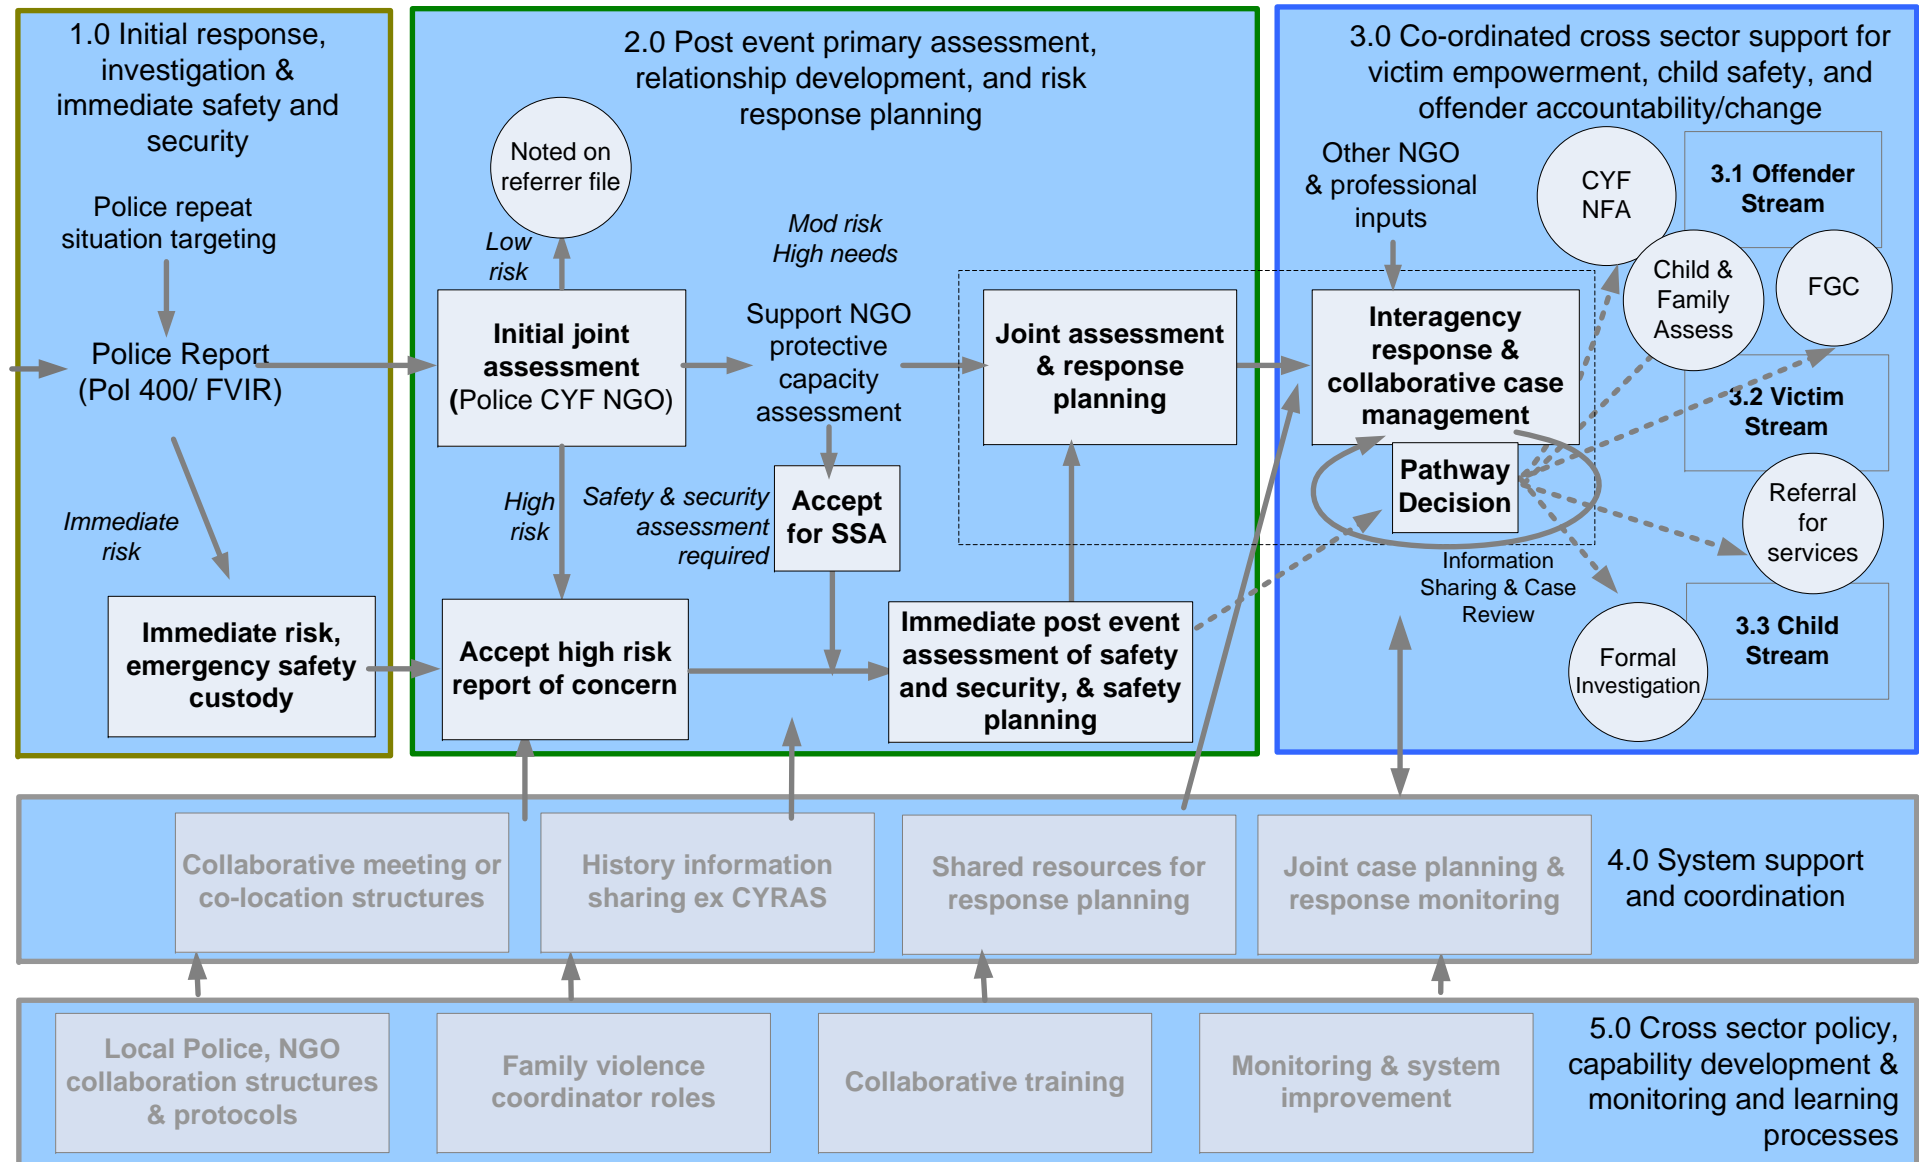 1.0 Initial response,
investigation &
immediate safety and
security
Police repeat
situation targeting
Police Report
(Pol 400/ FVIR)
Immediate
risk
Immediate risk,
emergency safety
custody
2.0 Post event primary assessment,
relationship development, and risk
response planning
Noted on
referrer file
Low
risk
Mod risk
High needs
Initial joint
assessment
(Police CYF NGO)
Support NGO
protective
capacity
assessment
Joint assessment
& response
planning
High
risk
Safety & security
assessment
required
Accept
for SSA
Accept high risk
report of concern
Immediate post event
assessment of safety
and security, & safety
planning
3.0 Co-ordinated cross sector support for
victim empowerment, child safety, and
offender accountability/change
Other NGO
& professional
inputs
CYF
NFA
3.1 Offender
Stream
Child &
Family
Assess
FGC
Interagency
response &
collaborative case
management
3.2 Victim
Stream
Pathway
Decision
Referral
for
services
Information
Sharing & Case
Review
3.3 Child
Stream
Formal
Investigation
Collaborative meeting or
co-location structures
History information
sharing ex CYRAS
Shared resources for
response planning
Joint case planning &
response monitoring
4.0 System support
and coordination
Local Police, NGO
collaboration structures
& protocols
Family violence
coordinator roles
Collaborative training
Monitoring & system
improvement
5.0 Cross sector policy,
capability development &
monitoring and learning
processes